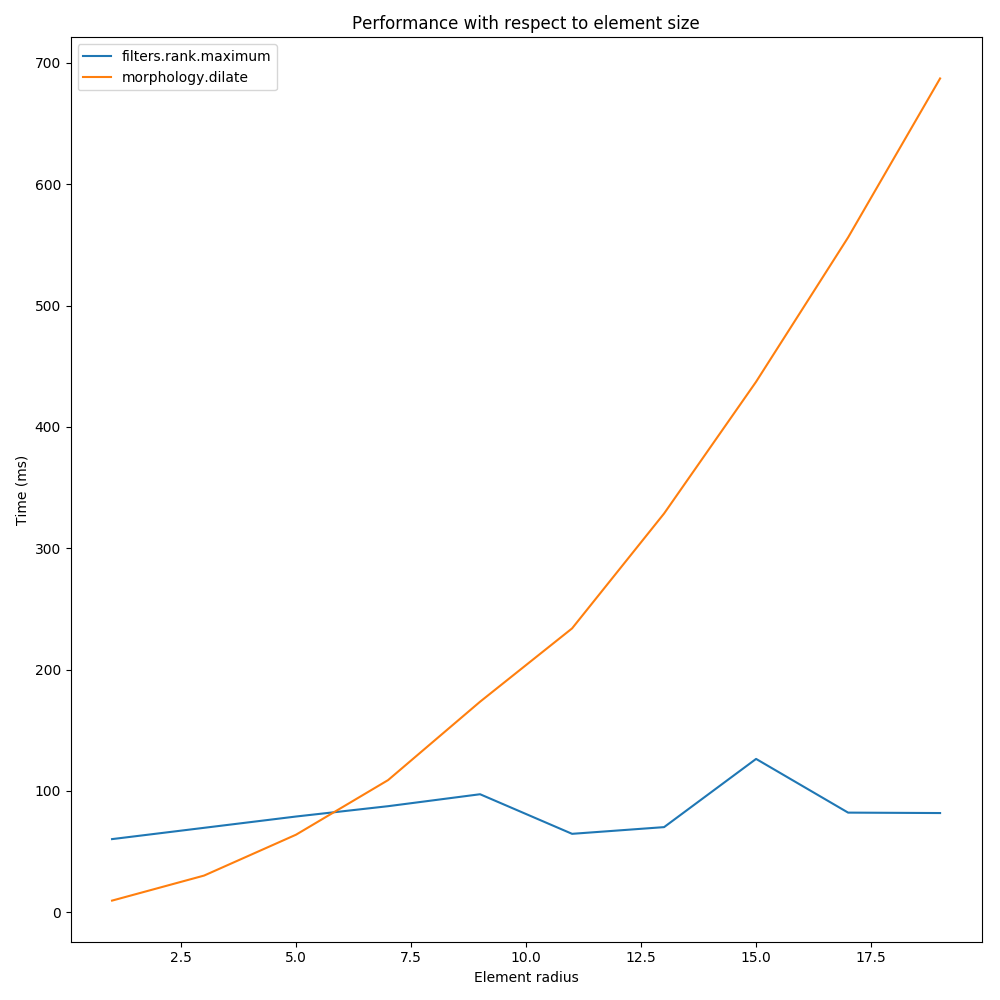 Performance with respect to element size
filters.rank.maximum
morphology.dilate
700
600
500
400
300
200
100
0
Time (ms)
2.5 5.0 7.5 10.0 12.5 15.0 17.5
Element radius